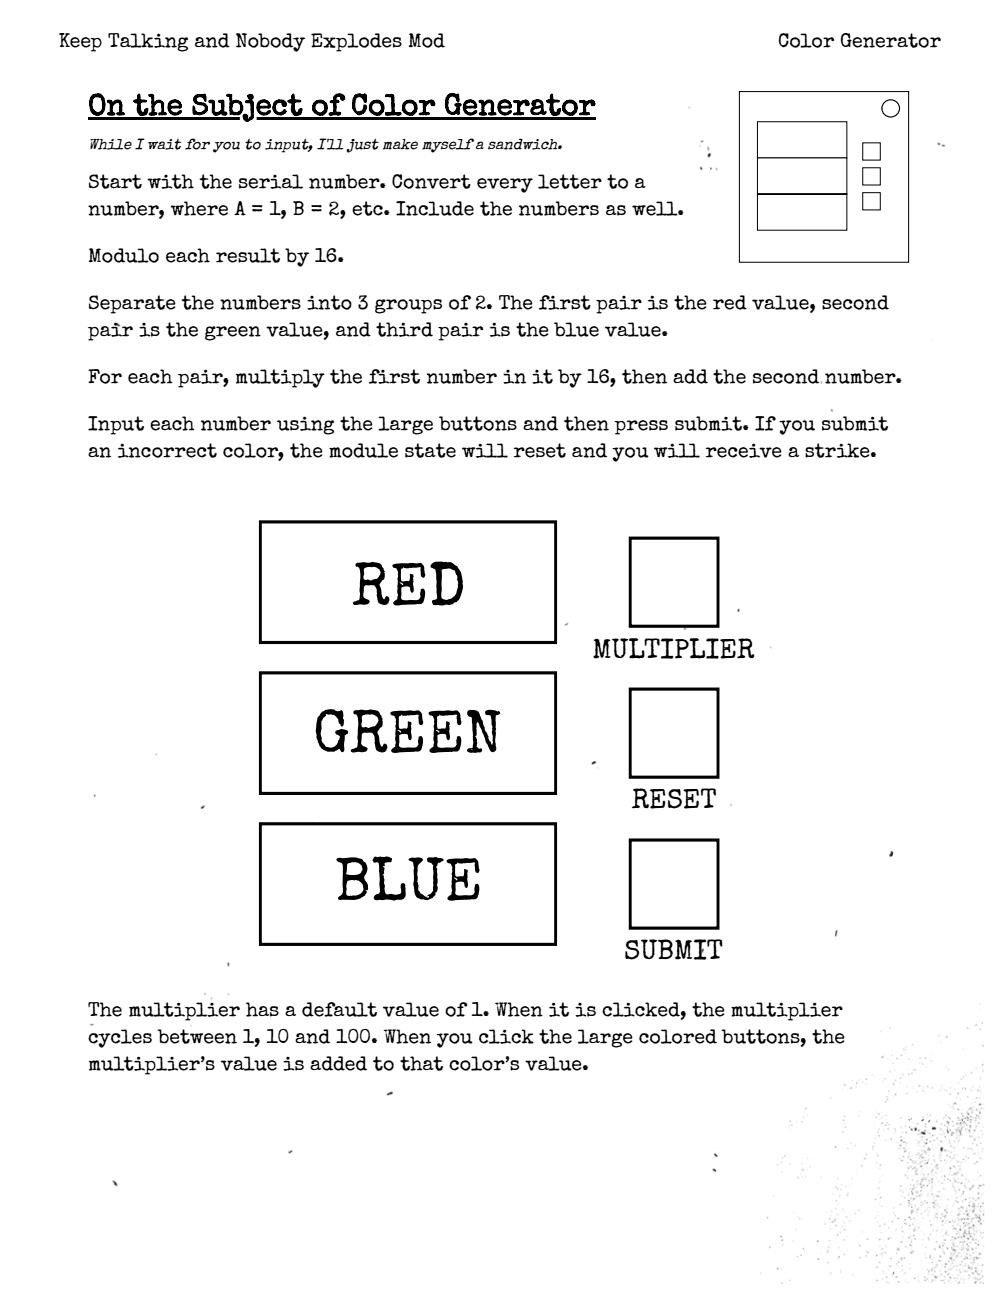 Keep Talking and Nobody Explodes Mod
Color Generator
On the Subject of Color Generator
While I wait for you to input, I'll just make myself a sandwich.
Start with the serial number. Convert every letter to a
number, where A = 1, B = 2, etc. Include the numbers as well.
Modulo each result by 16.
Separate the numbers into 3 groups of 2. The first pair is the red value, second
pair is the green value, and third pair is the blue value.
For each pair, multiply the first number in it by 16, then add the second number.
Input each number using the large buttons and then press submit. If you submit
an incorrect color, the module state will reset and you will receive a strike.
RED
MULTIPLIER
GREEN
RESET
BLUE
SUBMIT
The multiplier has a default value of 1. When it is clicked, the multiplier
cycles between 1, 10 and 100. When you click the large colored buttons, the
multiplier's value is added to that color's value.